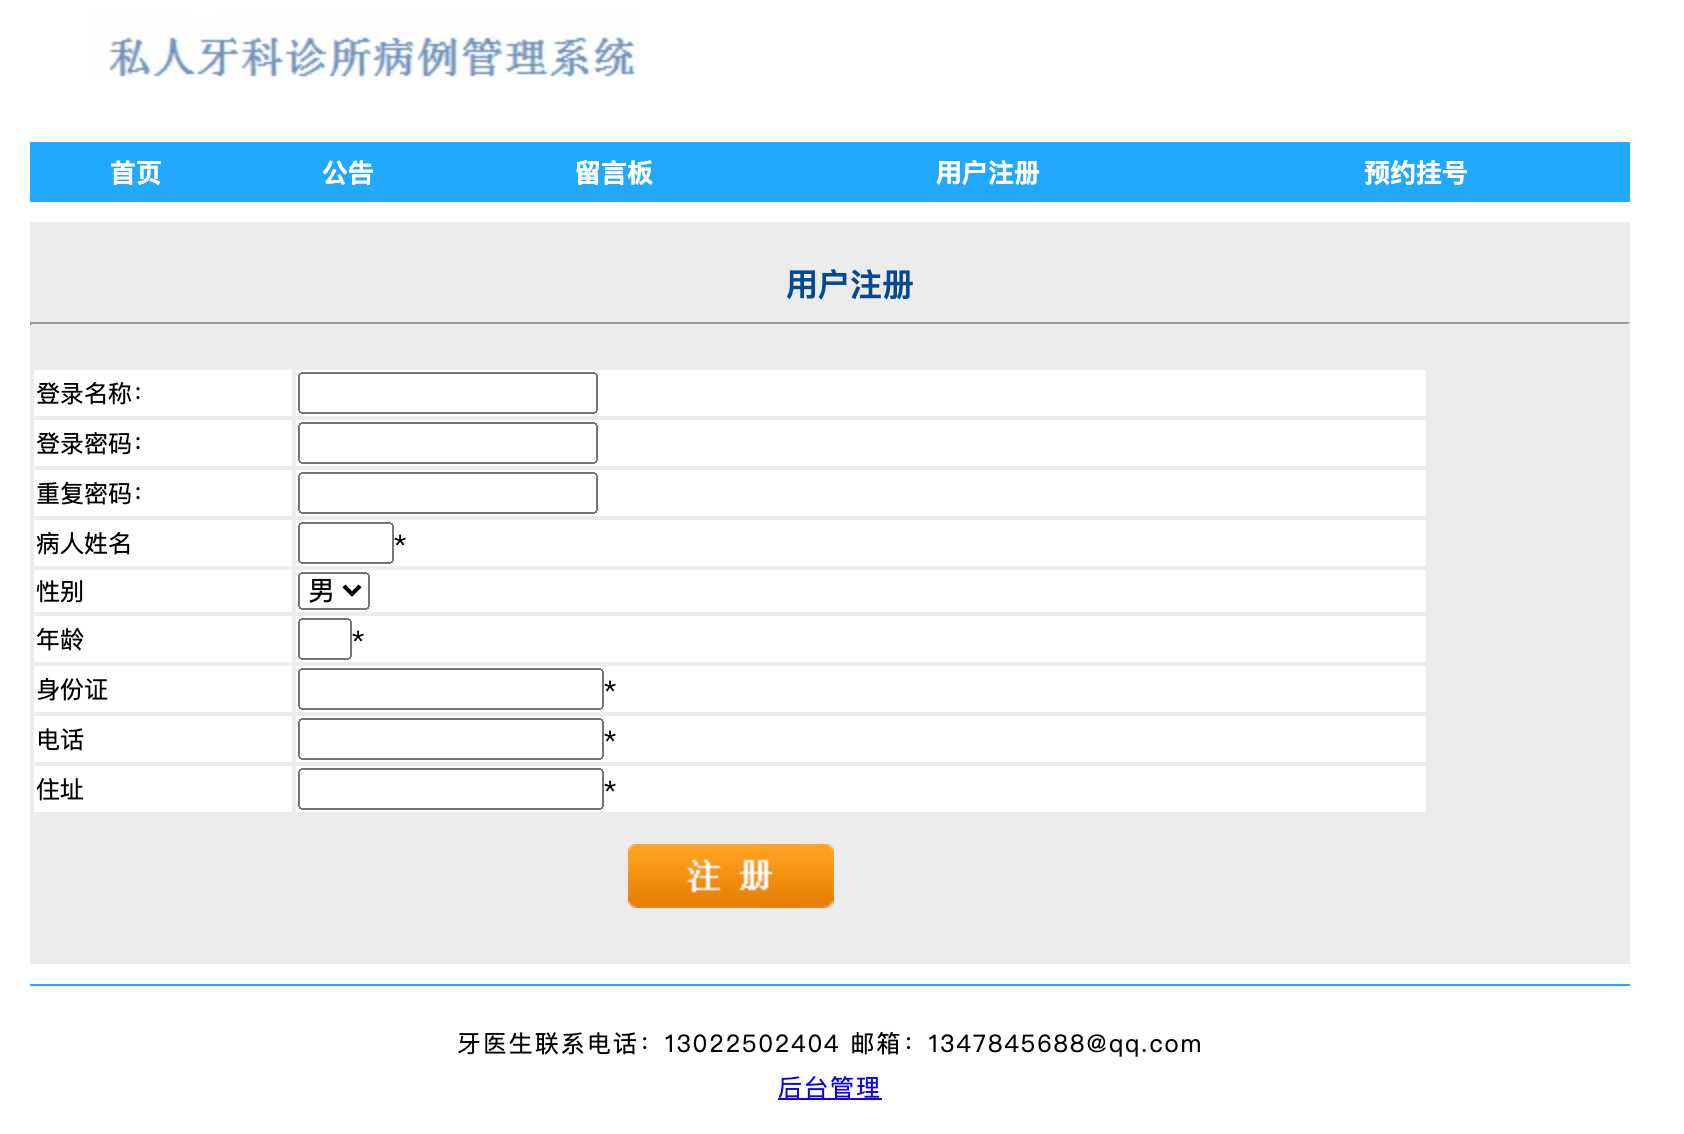 私人牙科诊所病例管理系统
首页 公告 留言板 用户注册 预约挂号
用户注册
登录名称：
登录密码：
重复密码：
病人姓名 *
性别 男
年龄 *
身份证 *
电话 *
住址 *
注 册
牙医生联系电话：13022502404 邮箱：1347845688@qq.com
后台管理